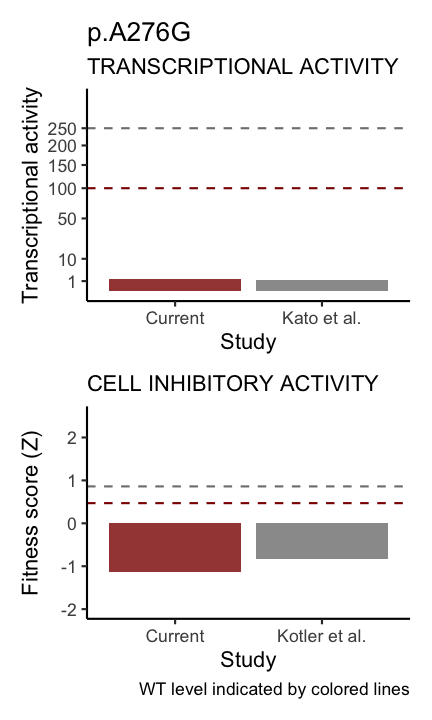 p.A276G
TRANSCRIPTIONAL ACTIVITY
Transcriptional activity
250
200
150
100
50
10
1
Current
Kato et al.
Study
CELL INHIBITORY ACTIVITY
Fitness score (Z)
2
1
0
-1
-2
Current
Kotler et al.
Study
WT level indicated by colored lines